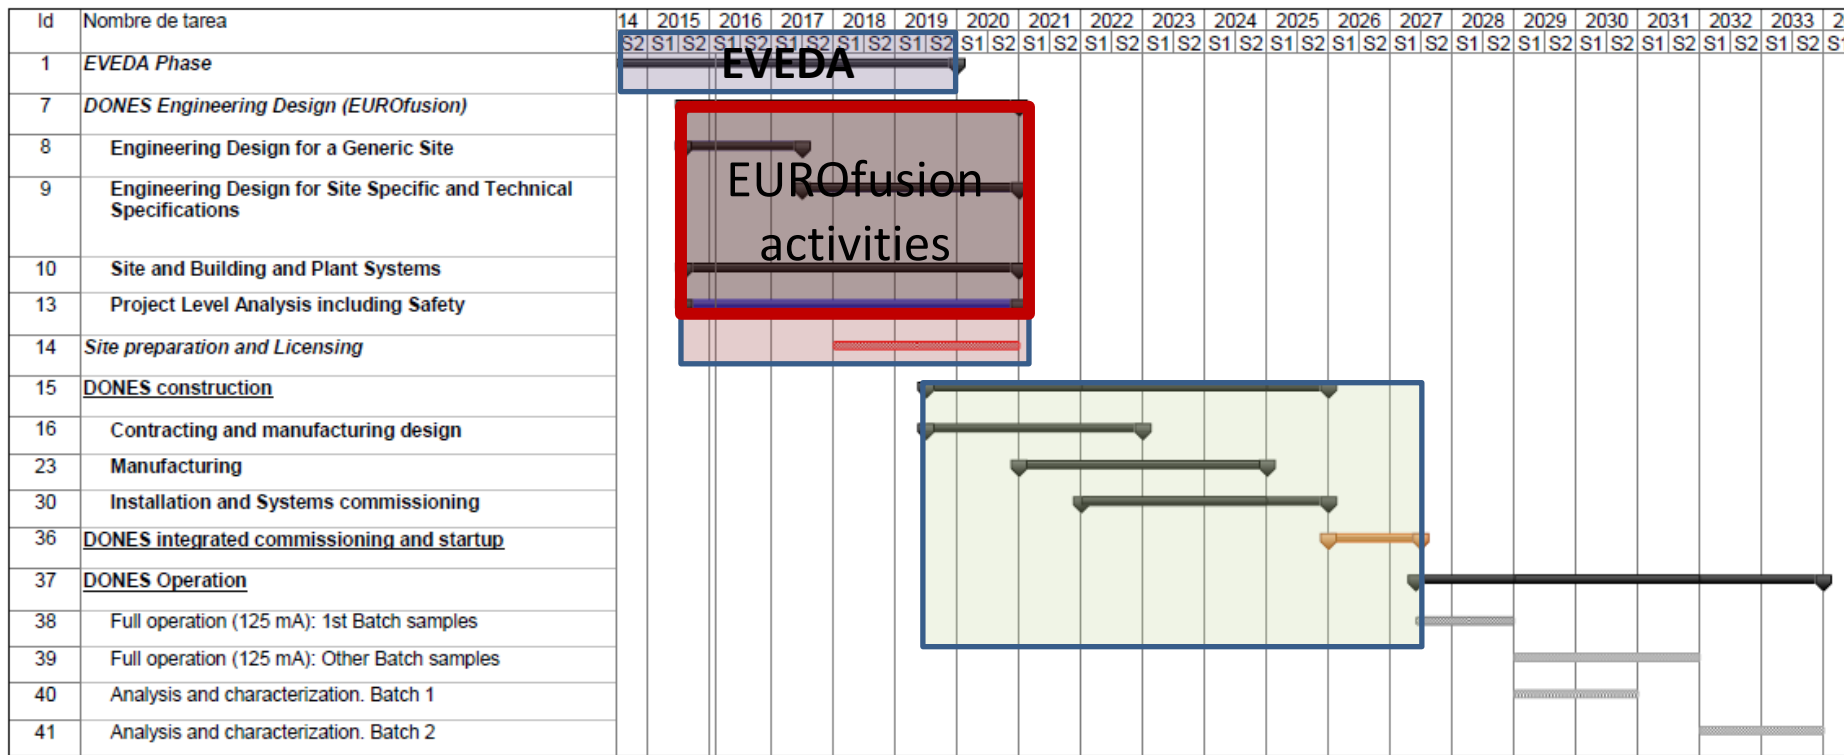 Id Nombre de tarea 14 2015 2016 2017 2018 2019 2020 2021 2022 2023 2024 2025 2026 2027 2028 2029 2030 2031 2032 2033 2
S2 S1 S2 S1 S2 S1 S2 S1 S2 S1 S2 S1 S2 S1 S2 S1 S2 S1 S2 S1 S2 S1 S2 S1 S2 S1 S2 S1 S2 S1 S2 S1 S2 S1 S2 S1 S2 S1 S2 S1
1 EVEDA Phase EVEDA
7 DONES Engineering Design (EUROfusion)
8 Engineering Design for a Generic Site
EUROfusion
activities
9 Engineering Design for Site Specific and Technical
Specifications
10 Site and Building and Plant Systems
13 Project Level Analysis including Safety
14 Site preparation and Licensing
15 DONES construction
16 Contracting and manufacturing design
23 Manufacturing
30 Installation and Systems commissioning
36 DONES integrated commissioning and startup
37 DONES Operation
38 Full operation (125 mA): 1st Batch samples
39 Full operation (125 mA): Other Batch samples
40 Analysis and characterization. Batch 1
41 Analysis and characterization. Batch 2